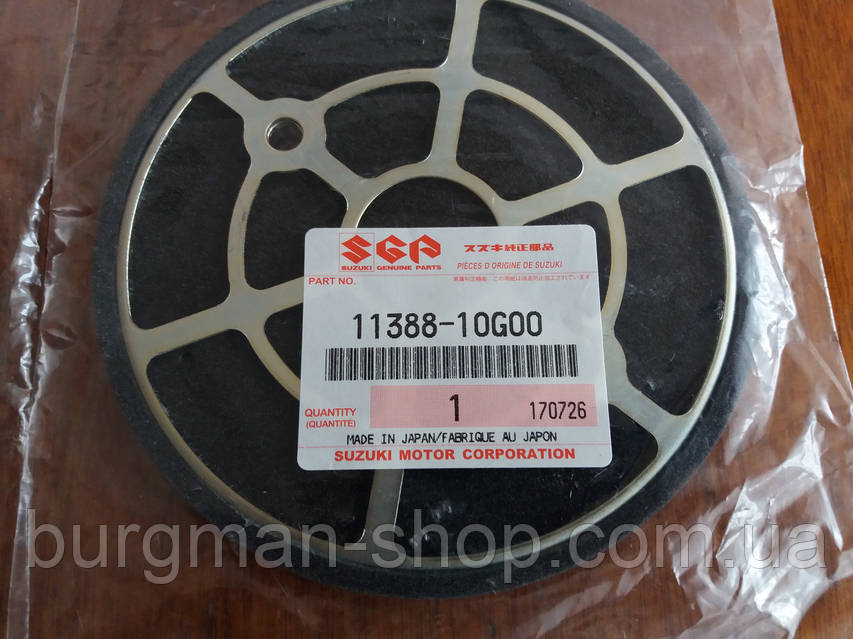 SUZUKI
SGP
GENUINE PARTS
スズキ純正部品
PIÈCES D'ORIGINE DE SUZUKI
PART NO.
11388-10G00
QUANTITY
(QUANTITÉ)
1
170726
MADE IN JAPAN/FABRIQUE AU JAPON
SUZUKI MOTOR CORPORATION
burgman-shop.com.ua